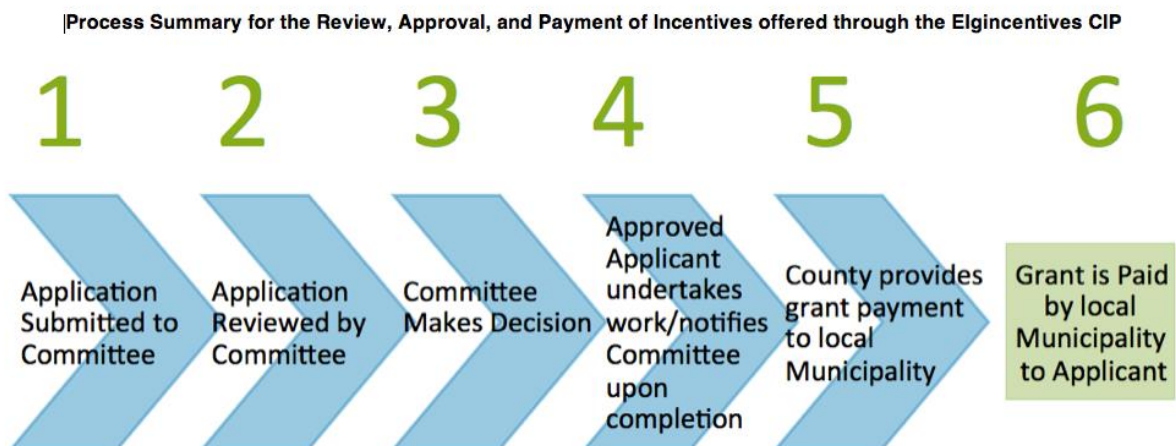 Process Summary for the Review, Approval, and Payment of Incentives offered through the Elgincentives CIP
1
2
3
4
5
6
Application
Submitted to
Committee
Application
Reviewed by
Committee
Committee
Makes Decision
Approved
Applicant
undertakes
work/notifies
Committee
upon
completion
County provides
grant payment
to local
Municipality
Grant is Paid
by local
Municipality
to Applicant